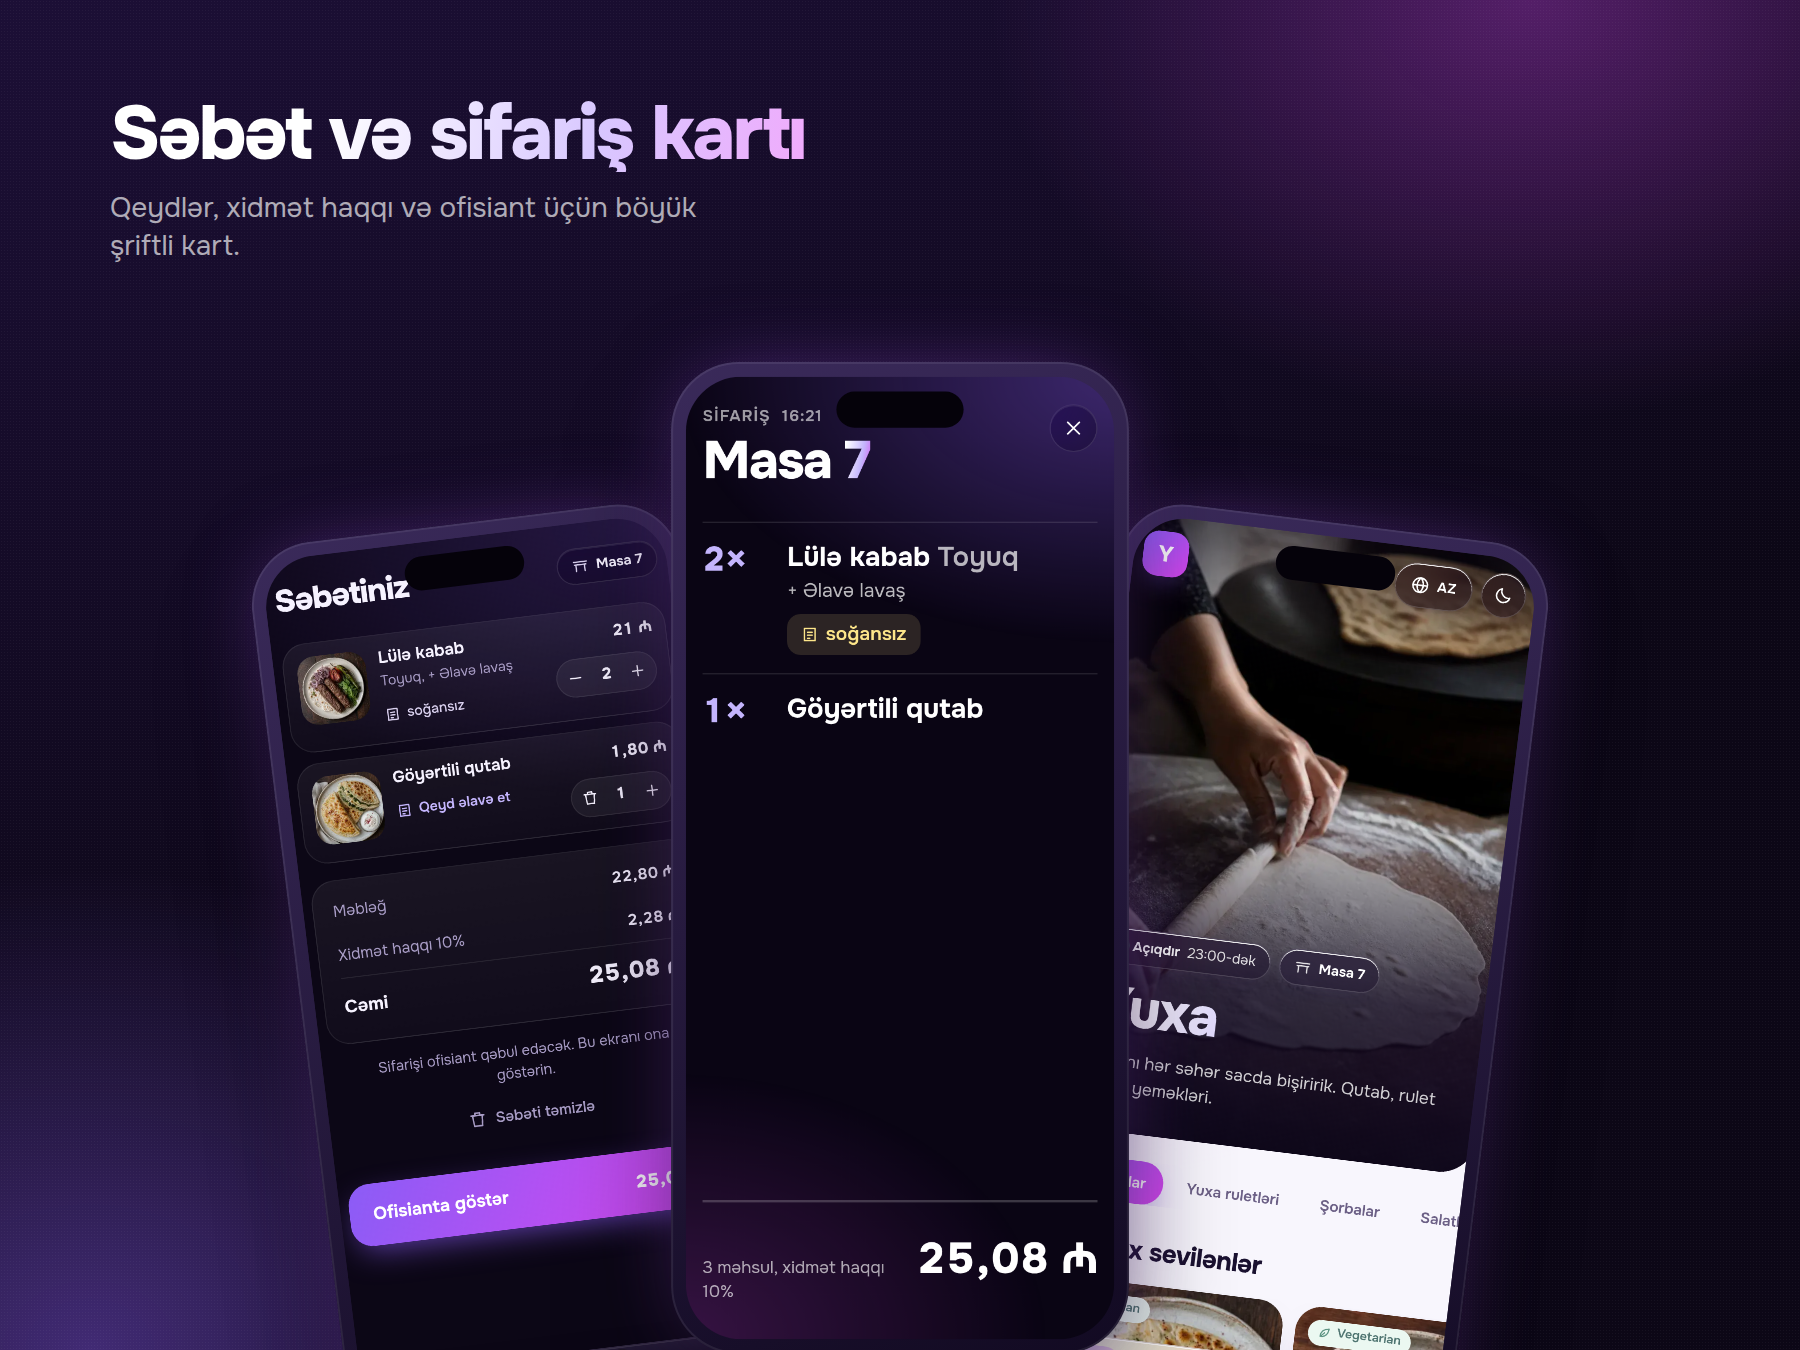 Səbət və sifariş kartı
Qeydlər, xidmət haqqı və ofisiant üçün böyük
şriftli kart.
Səbətiniz
Masa 7
Lülə kabab
21 ₼
Toyuq, + Əlavə lavaş
2
soğansız
Göyərtili qutab
1,80 ₼
Qeyd əlavə et
1
Məbləğ
22,80
Xidmət haqqı 10%
2,28
Cəmi
25,08
Sifarişi ofisiant qəbul edəcək. Bu ekranı ona
göstərin.
Səbəti təmizlə
Ofisianta göstər
SİFARİŞ 16:21
Masa 7
2× Lülə kabab Toyuq
+ Əlavə lavaş
soğansız
1× Göyərtili qutab
3 məhsul, xidmət haqqı
10%
25,08 ₼
Y
AZ
Açıqdır 23:00-dək
Masa 7
Yuxa
hər səhər sacda bişiririk. Qutab, rulet
yeməkləri.
Yuxa ruletləri
Şorbalar
sevilənlər
Vegetarian